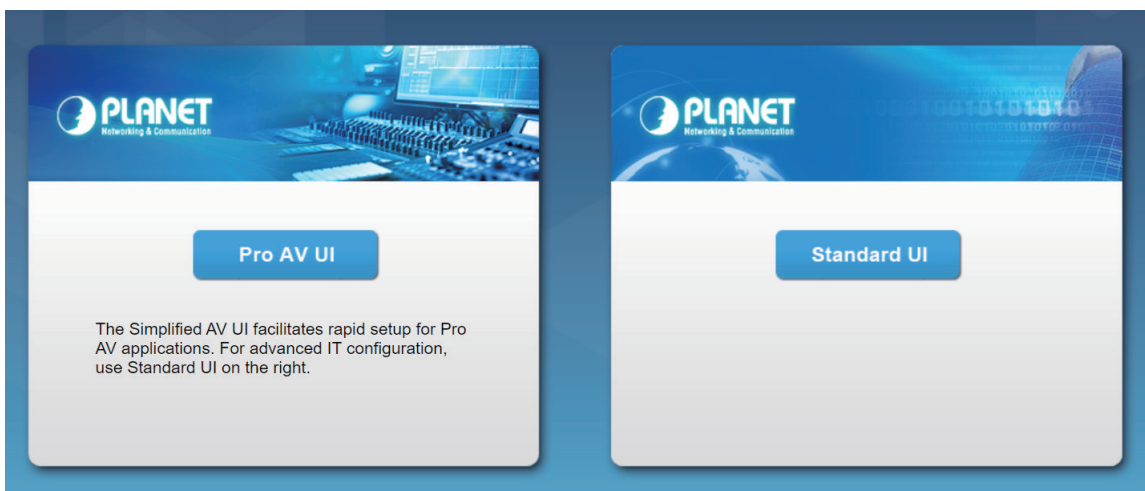 PLANET
Networking & Communication
Pro AV UI
The Simplified AV UI facilitates rapid setup for Pro
AV applications. For advanced IT configuration,
use Standard UI on the right.
PLANET
Networking & Communication
Standard UI